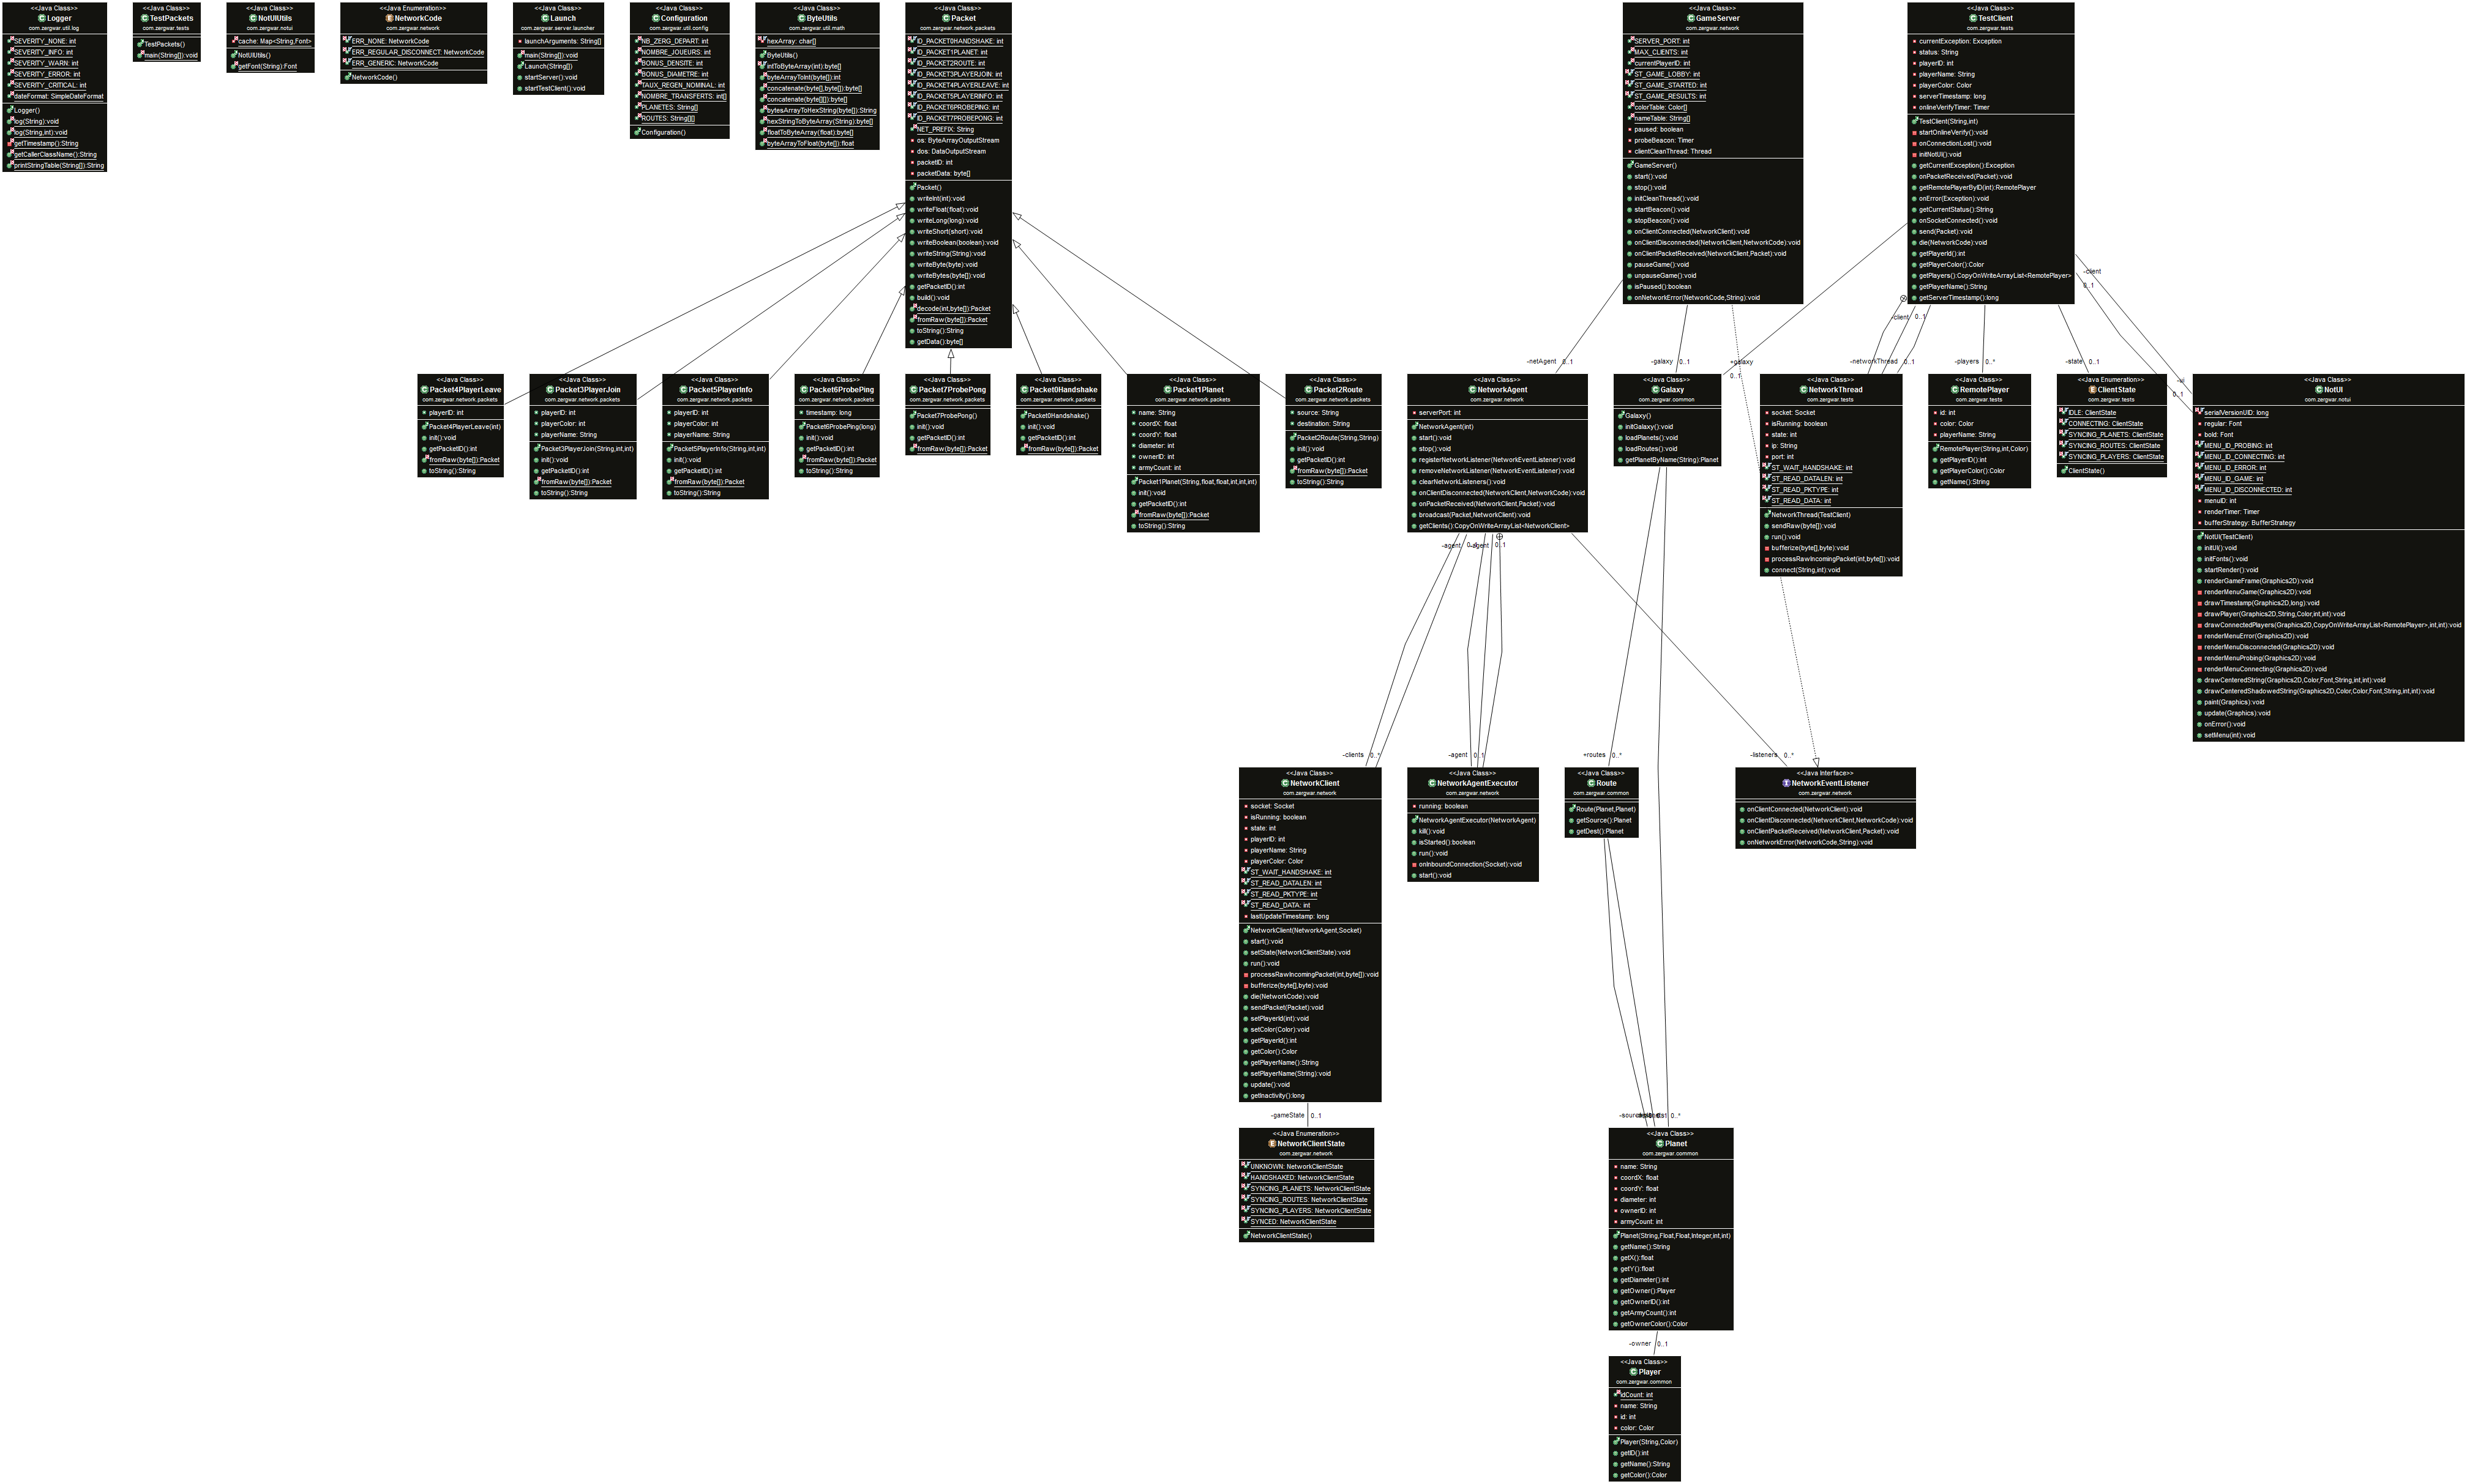 <<Java Class>>
Logger
com.zergwar.util.log
SEVERITY_NONE: int
SEVERITY_INFO: int
SEVERITY_WARN: int
SEVERITY_ERROR: int
SEVERITY_CRITICAL: int
dateFormat: SimpleDateFormat
Logger()
log(String):void
log(String,int):void
getTimestamp():String
getCallerClassName():String
printStringTable(String[]):String
<<Java Class>>
TestPackets
com.zergwar.tests
TestPackets()
main(String[]):void
<<Java Class>>
NotUIUtils
com.zergwar.notui
cache: Map<String,Font>
NotUIUtils()
getFont(String):Font
<<Java Enumeration>>
NetworkCode
com.zergwar.network
ERR_NONE: NetworkCode
ERR_REGULAR_DISCONNECT: NetworkCode
ERR_GENERIC: NetworkCode
NetworkCode()
<<Java Class>>
Launch
com.zergwar.server.launcher
launchArguments: String[]
main(String[]):void
Launch(String[])
startServer():void
startTestClient():void
<<Java Class>>
Configuration
com.zergwar.util.config
NB_ZERG_DEPART: int
NOMBRE_JOUEURS: int
BONUS_DENSITE: int
BONUS_DIAMETRE: int
TAUX_REGEN_NOMINAL: int
NOMBRE_TRANSFERTS: int[]
PLANETES: String[]
ROUTES: String[][]
Configuration()
<<Java Class>>
ByteUtils
com.zergwar.util.math
hexArray: char[]
ByteUtils()
intToByteArray(int):byte[]
byteArrayToInt(byte[]):int
concatenate(byte[],byte[]):byte[]
concatenate(byte[][]):byte[]
bytesArrayToHexString(byte[]):String
hexStringToByteArray(String):byte[]
floatToByteArray(float):byte[]
byteArrayToFloat(byte[]):float
<<Java Class>>
Packet
com.zergwar.network.packets
ID_PACKET0HANDSHAKE: int
ID_PACKET1PLANET: int
ID_PACKET2ROUTE: int
ID_PACKET3PLAYERJOIN: int
ID_PACKET4PLAYERLEAVE: int
ID_PACKET5PLAYERINFO: int
ID_PACKET6PROBEPING: int
ID_PACKET7PROBEPONG: int
NET_PREFIX: String
os: ByteArrayOutputStream
dos: DataOutputStream
packetID: int
packetData: byte[]
Packet()
writeInt(int):void
writeFloat(float):void
writeLong(long):void
writeShort(short):void
writeBoolean(boolean):void
writeString(String):void
writeByte(byte):void
writeBytes(byte[]):void
getPacketID():int
build():void
decode(int,byte[]):Packet
fromRaw(byte[]):Packet
toString():String
getData():byte[]
<<Java Class>>
GameServer
com.zergwar.network
SERVER_PORT: int
MAX_CLIENTS: int
currentPlayerID: int
ST_GAME_LOBBY: int
ST_GAME_STARTED: int
ST_GAME_RESULTS: int
colorTable: Color[]
nameTable: String[]
paused: boolean
probeBeacon: Timer
clientCleanThread: Thread
GameServer()
start():void
stop():void
initCleanThread():void
startBeacon():void
stopBeacon():void
onClientConnected(NetworkClient):void
onClientDisconnected(NetworkClient,NetworkCode):void
onClientPacketReceived(NetworkClient,Packet):void
pauseGame():void
unpauseGame():void
isPaused():boolean
onNetworkError(NetworkCode,String):void
<<Java Class>>
TestClient
com.zergwar.tests
currentException: Exception
status: String
playerID: int
playerName: String
playerColor: Color
serverTimestamp: long
onlineVerifyTimer: Timer
TestClient(String,int)
startOnlineVerify():void
onConnectionLost():void
initNotUI():void
getCurrentException():Exception
onPacketReceived(Packet):void
getRemotePlayerByID(int):RemotePlayer
onError(Exception):void
getCurrentStatus():String
onSocketConnected():void
send(Packet):void
die(NetworkCode):void
getPlayerId():int
getPlayerColor():Color
getPlayers():CopyOnWriteArrayList<RemotePlayer>
getPlayerName():String
getServerTimestamp():long
-client
0..1
-client 0..1
-netAgent 0..1
-galaxy 0..1
+galaxy
0..1
-networkThread 0..1
-players 0..*
-state 0..1
-ui
0..1
<<Java Class>>
Packet4PlayerLeave
com.zergwar.network.packets
playerID: int
Packet4PlayerLeave(int)
init():void
getPacketID():int
fromRaw(byte[]):Packet
toString():String
<<Java Class>>
Packet3PlayerJoin
com.zergwar.network.packets
playerID: int
playerColor: int
playerName: String
Packet3PlayerJoin(String,int,int)
init():void
getPacketID():int
fromRaw(byte[]):Packet
toString():String
<<Java Class>>
Packet5PlayerInfo
com.zergwar.network.packets
playerID: int
playerColor: int
playerName: String
Packet5PlayerInfo(String,int,int)
init():void
getPacketID():int
fromRaw(byte[]):Packet
toString():String
<<Java Class>>
Packet6ProbePing
com.zergwar.network.packets
timestamp: long
Packet6ProbePing(long)
init():void
getPacketID():int
fromRaw(byte[]):Packet
toString():String
<<Java Class>>
Packet7ProbePong
com.zergwar.network.packets
Packet7ProbePong()
init():void
getPacketID():int
fromRaw(byte[]):Packet
<<Java Class>>
Packet0Handshake
com.zergwar.network.packets
Packet0Handshake()
init():void
getPacketID():int
fromRaw(byte[]):Packet
<<Java Class>>
Packet1Planet
com.zergwar.network.packets
name: String
coordX: float
coordY: float
diameter: int
ownerID: int
armyCount: int
Packet1Planet(String,float,float,int,int,int)
init():void
getPacketID():int
fromRaw(byte[]):Packet
toString():String
<<Java Class>>
Packet2Route
com.zergwar.network.packets
source: String
destination: String
Packet2Route(String,String)
init():void
getPacketID():int
fromRaw(byte[]):Packet
toString():String
<<Java Class>>
NetworkAgent
com.zergwar.network
serverPort: int
NetworkAgent(int)
start():void
stop():void
registerNetworkListener(NetworkEventListener):void
removeNetworkListener(NetworkEventListener):void
clearNetworkListeners():void
onClientDisconnected(NetworkClient,NetworkCode):void
onPacketReceived(NetworkClient,Packet):void
broadcast(Packet,NetworkClient):void
getClients():CopyOnWriteArrayList<NetworkClient>
<<Java Class>>
Galaxy
com.zergwar.common
Galaxy()
initGalaxy():void
loadPlanets():void
loadRoutes():void
getPlanetByName(String):Planet
<<Java Class>>
NetworkThread
com.zergwar.tests
socket: Socket
isRunning: boolean
state: int
ip: String
port: int
ST_WAIT_HANDSHAKE: int
ST_READ_DATALEN: int
ST_READ_PKTYPE: int
ST_READ_DATA: int
NetworkThread(TestClient)
sendRaw(byte[]):void
run():void
bufferize(byte[],byte):void
processRawIncomingPacket(int,byte[]):void
connect(String,int):void
<<Java Class>>
RemotePlayer
com.zergwar.tests
id: int
color: Color
playerName: String
RemotePlayer(String,int,Color)
getPlayerID():int
getPlayerColor():Color
getName():String
<<Java Enumeration>>
ClientState
com.zergwar.tests
IDLE: ClientState
CONNECTING: ClientState
SYNCING_PLANETS: ClientState
SYNCING_ROUTES: ClientState
SYNCING_PLAYERS: ClientState
ClientState()
<<Java Class>>
NotUI
com.zergwar.notui
serialVersionUID: long
regular: Font
bold: Font
MENU_ID_PROBING: int
MENU_ID_CONNECTING: int
MENU_ID_ERROR: int
MENU_ID_GAME: int
MENU_ID_DISCONNECTED: int
menuID: int
renderTimer: Timer
bufferStrategy: BufferStrategy
NotUI(TestClient)
initUI():void
initFonts():void
startRender():void
renderGameFrame(Graphics2D):void
renderMenuGame(Graphics2D):void
drawTimestamp(Graphics2D,long):void
drawPlayer(Graphics2D,String,Color,int,int):void
drawConnectedPlayers(Graphics2D,CopyOnWriteArrayList<RemotePlayer>,int,int):void
renderMenuError(Graphics2D):void
renderMenuDisconnected(Graphics2D):void
renderMenuProbing(Graphics2D):void
renderMenuConnecting(Graphics2D):void
drawCenteredString(Graphics2D,Color,Font,String,int,int):void
drawCenteredShadowedString(Graphics2D,Color,Color,Font,String,int,int):void
paint(Graphics):void
update(Graphics):void
onError():void
setMenu(int):void
-agent 0..1
-agent 0..1
-clients 0..*
-agent 0..1
+routes 0..*
-listeners 0..*
<<Java Class>>
NetworkClient
com.zergwar.network
socket: Socket
isRunning: boolean
state: int
playerID: int
playerName: String
playerColor: Color
ST_WAIT_HANDSHAKE: int
ST_READ_DATALEN: int
ST_READ_PKTYPE: int
ST_READ_DATA: int
lastUpdateTimestamp: long
NetworkClient(NetworkAgent,Socket)
start():void
setState(NetworkClientState):void
run():void
processRawIncomingPacket(int,byte[]):void
bufferize(byte[],byte):void
die(NetworkCode):void
sendPacket(Packet):void
setPlayerId(int):void
setColor(Color):void
getPlayerId():int
getColor():Color
getPlayerName():String
setPlayerName(String):void
update():void
getInactivity():long
<<Java Class>>
NetworkAgentExecutor
com.zergwar.network
running: boolean
NetworkAgentExecutor(NetworkAgent)
kill():void
isStarted():boolean
run():void
onInboundConnection(Socket):void
start():void
<<Java Class>>
Route
com.zergwar.common
Route(Planet,Planet)
getSource():Planet
getDest():Planet
<<Java Interface>>
NetworkEventListener
com.zergwar.network
onClientConnected(NetworkClient):void
onClientDisconnected(NetworkClient,NetworkCode):void
onClientPacketReceived(NetworkClient,Packet):void
onNetworkError(NetworkCode,String):void
-gameState 0..1
0..*
<<Java Enumeration>>
NetworkClientState
com.zergwar.network
UNKNOWN: NetworkClientState
HANDSHAKED: NetworkClientState
SYNCING_PLANETS: NetworkClientState
SYNCING_ROUTES: NetworkClientState
SYNCING_PLAYERS: NetworkClientState
SYNCED: NetworkClientState
NetworkClientState()
<<Java Class>>
Planet
com.zergwar.common
name: String
coordX: float
coordY: float
diameter: int
ownerID: int
armyCount: int
Planet(String,Float,Float,Integer,int,int)
getName():String
getX():float
getY():float
getDiameter():int
getOwner():Player
getOwnerID():int
getArmyCount():int
getOwnerColor():Color
-owner 0..1
<<Java Class>>
Player
com.zergwar.common
idCount: int
name: String
id: int
color: Color
Player(String,Color)
getID():int
getName():String
getColor():Color